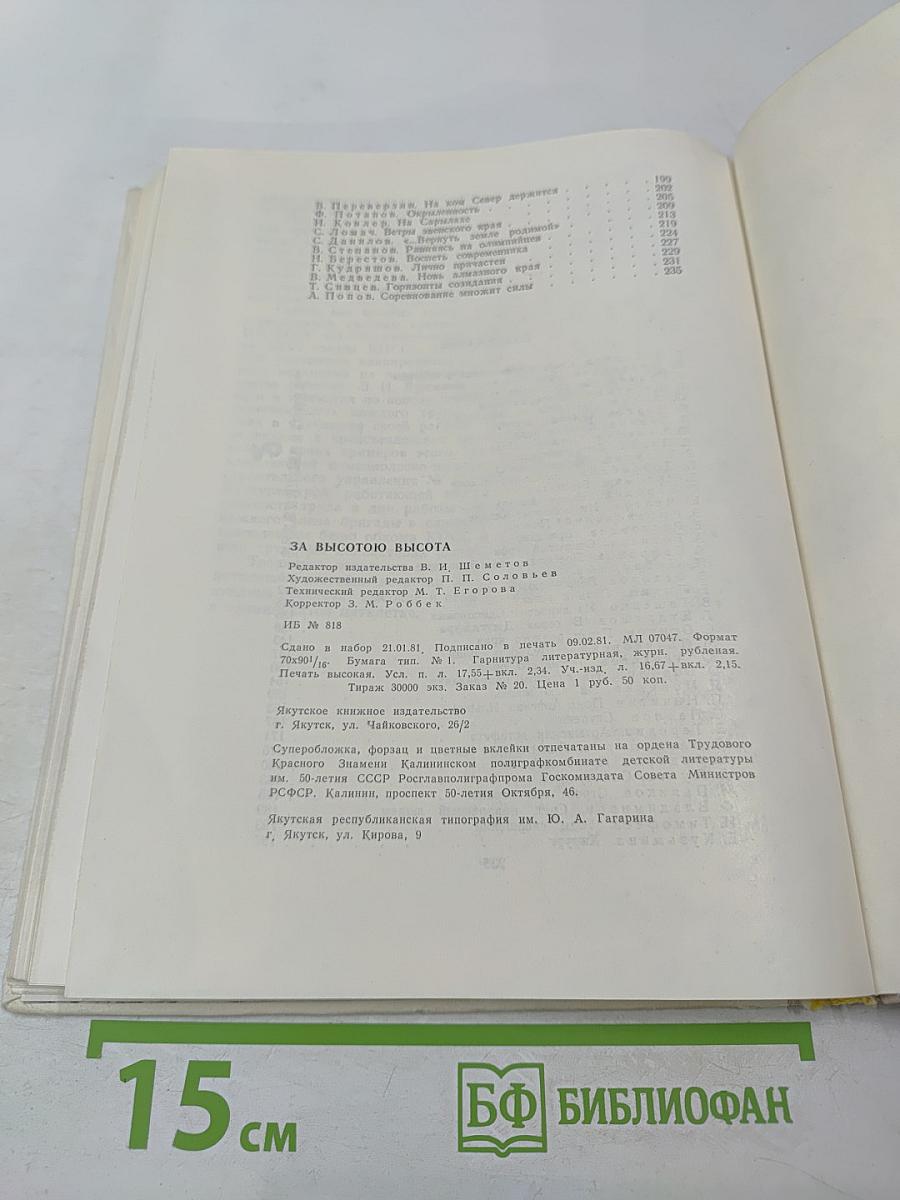 В. Переверзин. На ком Север держится . . . . . 199
Ф. Потапов. Окрыленность . . . . . 202
И. Ковлер. На Сарылахе . . . . . 205
С. Ломач. Ветры эвенского края . . . . . 209
С. Данилов. «...Вернуть земле родимой» . . . . . 213
В. Степанов. Равняясь на олимпийцев . . . . . 219
Н. Берестов. Воспеть современника . . . . . 224
Г. Кудряшов. Лично причастен . . . . . 227
В. Медведева. Новь алмазного края . . . . . 229
Т. Сивцев. Горизонты созидания . . . . . 231
А. Попов. Соревнование множит силы . . . . . 235
ЗА ВЫСОТОЮ ВЫСОТА
Редактор издательства В. И. Шеметов
Художественный редактор П. П. Соловьев
Технический редактор М. Т. Егорова
Корректор З. М. Роббек
ИБ № 818
Сдано в набор 21.01.81. Подписано в печать 09.02.81. МЛ 07047. Формат
70х90 1/16. Бумага тип. № 1. Гарнитура литературная, журн. рубленая.
Печать высокая. Усл. п. л. 17,55+вкл. 2,34. Уч.-изд. л. 16,67+вкл. 2,15.
Тираж 30000 экз. Заказ № 20. Цена 1 руб. 50 коп.
Якутское книжное издательство
г. Якутск, ул. Чайковского, 26/2
Суперобложка, форзац и цветные вклейки отпечатаны на ордена Трудового
Красного Знамени Калининском полиграфкомбинате детской литературы
им. 50-летия СССР Росглавполиграфпрома Госкомиздата Совета Министров
РСФСР. Калинин, проспект 50-летия Октября, 46.
Якутская республиканская типография им. Ю. А. Гагарина
г. Якутск, ул. Кирова, 9
15 см
БФ БИБЛИОФАН